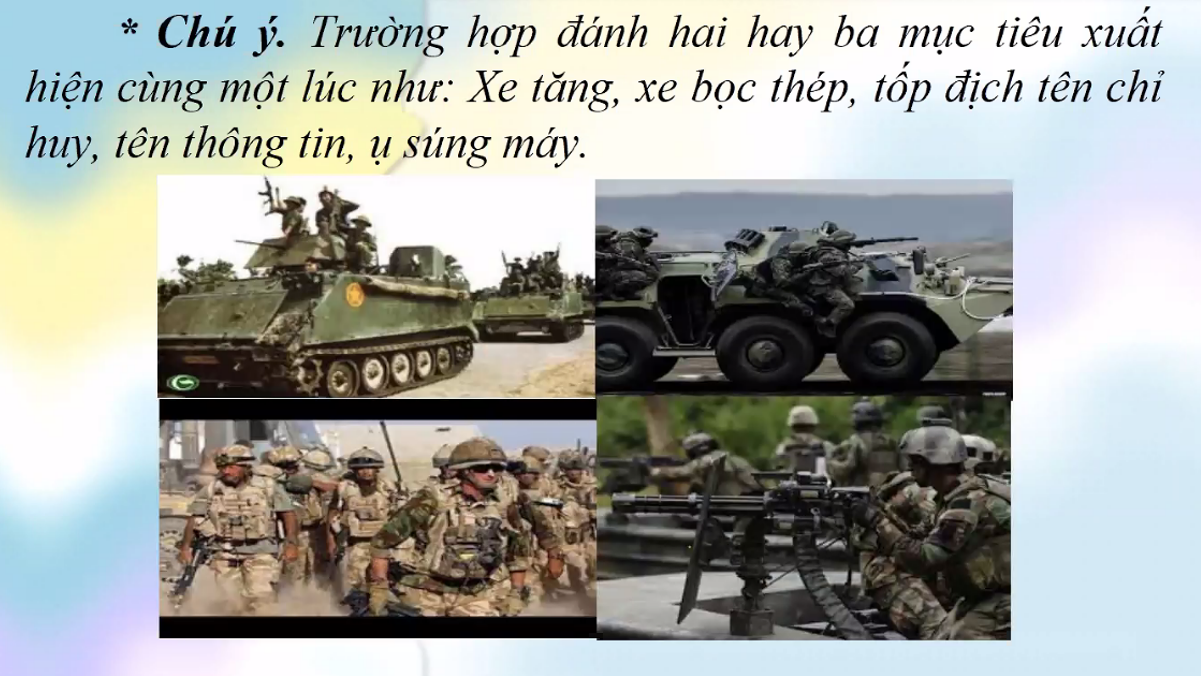 * Chú ý. Trường hợp đánh hai hay ba mục tiêu xuất
hiện cùng một lúc như: Xe tăng, xe bọc thép, tốp địch tên chỉ
huy, tên thông tin, ụ súng máy.